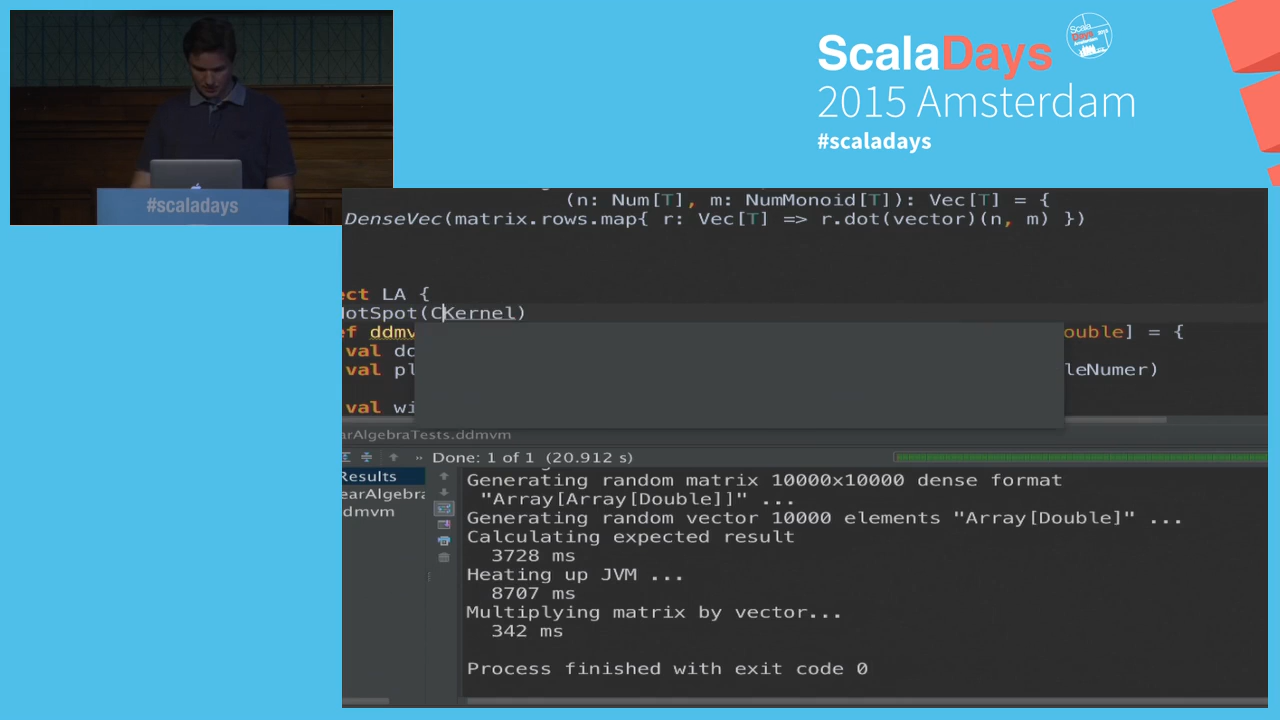 ScalaDays
2015 Amsterdam
#scaladays
#scaladays
(n: Num[T], m: NumMonoid[T]): Vec[T] = {
DenseVec(matrix.rows.map{ r: Vec[T] => r.dot(vector)(n, m) })
ect LA {
HotSpot(CKernel)
ef ddmv ouble] = {
val dd
val pl leNumer)
val wi
earAlgebraTests.ddmvm
» Done: 1 of 1 (20.912 s)
Results
earAlgebra
ddmvm
Generating random matrix 10000x10000 dense format
"Array[Array[Double]]" ...
Generating random vector 10000 elements "Array[Double]" ...
Calculating expected result
3728 ms
Heating up JVM ...
8707 ms
Multiplying matrix by vector...
342 ms
Process finished with exit code 0